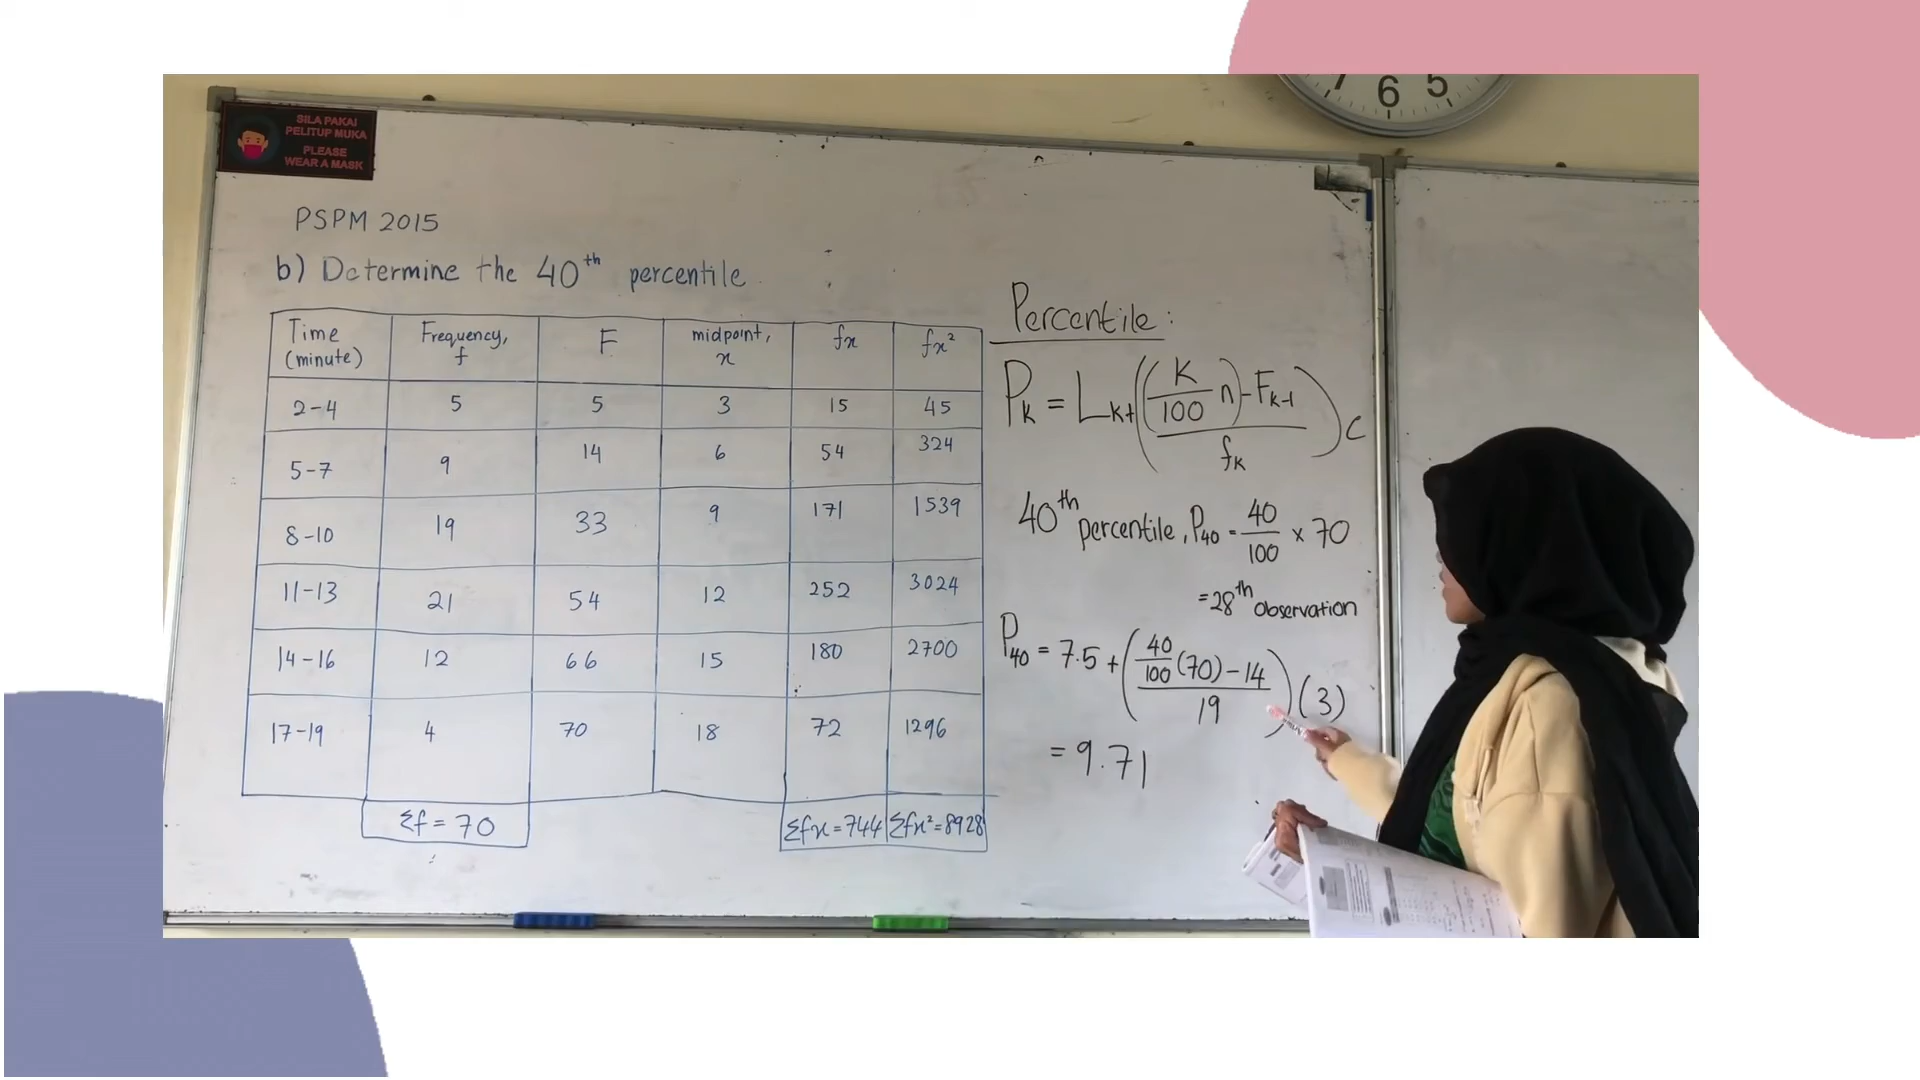 7 6 5
SILA PAKAI
PELITUP MUKA
PLEASE
WEAR A MASK
PSPM 2015
b) Determine the 40th percentile.
Time (minute) Frequency, f F midpoint, x fx fx²
2-4 5 5 3 15 45
5-7 9 14 6 54 324
8-10 19 33 9 171 1539
11-13 21 54 12 252 3024
14-16 12 66 15 180 2700
17-19 4 70 18 72 1296
Σf = 70 Σfx = 744 Σfx² = 8928
Percentile:
Pk = Lk + (((K/100 n) - Fk-1)/fk) c
40th percentile, P40 = 40/100 × 70
= 28th observation
P40 = 7.5 + ((40/100 (70) - 14)/19) (3)
= 9.71